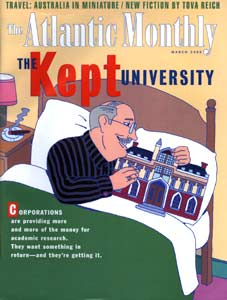 TRAVEL: AUSTRALIA IN MINIATURE / NEW FICTION BY TOVA REICH
The Atlantic Monthly
MARCH 2000
THE Kept UNIVERSITY
CORPORATIONS
are providing more
and more of the money for
academic research.
They want something in
return—and they're getting it.